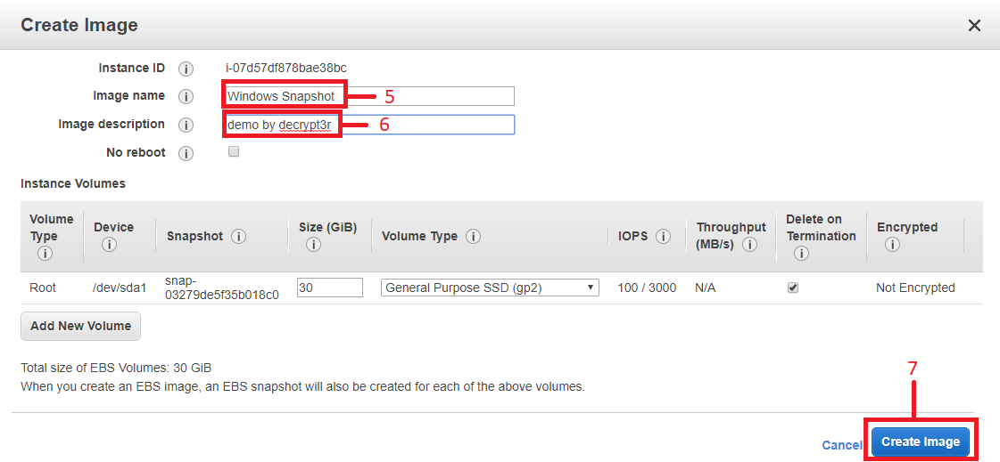 Create Image
Instance ID i-07d57df878bae38bc
Image name Windows Snapshot 5
Image description demo by decrypt3r 6
No reboot
Instance Volumes
Volume Type Device Snapshot Size (GiB) Volume Type IOPS Throughput (MB/s) Delete on Termination Encrypted
Root /dev/sda1 snap-03279de5f35b018c0 30 General Purpose SSD (gp2) 100 / 3000 N/A Not Encrypted
Add New Volume
Total size of EBS Volumes: 30 GiB
When you create an EBS image, an EBS snapshot will also be created for each of the above volumes.
7
Cancel Create Image